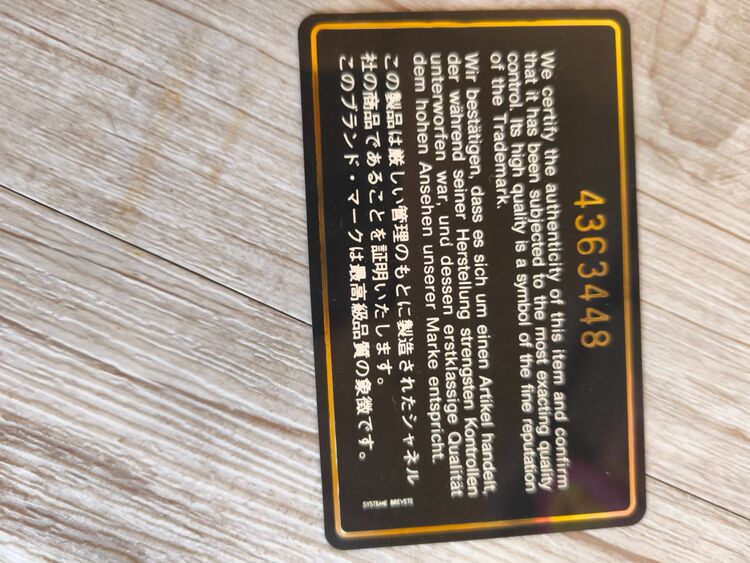 4363448
We certify the authenticity of this item and confirm
that it has been subjected to the most exacting quality
control. Its high quality is a symbol of the fine reputation
of the Trademark.
Wir bestätigen, dass es sich um einen Artikel handelt,
der während seiner Herstellung strengsten Kontrollen
unterworfen war, und dessen erstklassige Qualität
dem hohen Ansehen unserer Marke entspricht.
この製品は厳しい管理のもとに製造されたシャネル
社の商品であることを証明いたします。
このブランド・マークは最高級品質の象徴です。
SYSTEME BREVETE